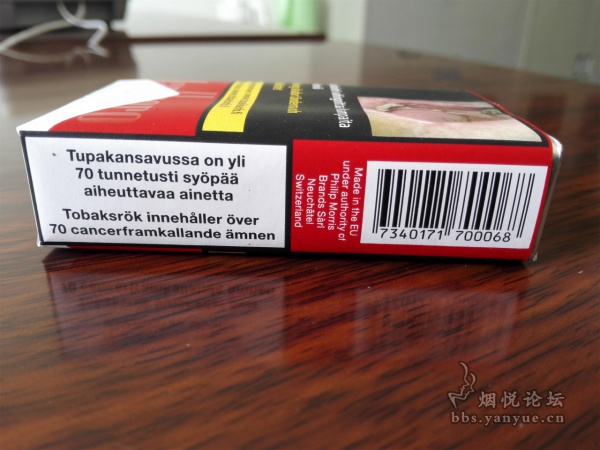 Tupakansavussa on yli
70 tunnetusti syöpää
aiheuttavaa ainetta
Tobaksrök innehåller över
70 cancerframkallande ämnen
Made in the EU
under authority of
Philip Morris
Brands Sàrl
Neuchâtel
Switzerland
7340171 700068
烟悦论坛
bbs.yanyue.cn